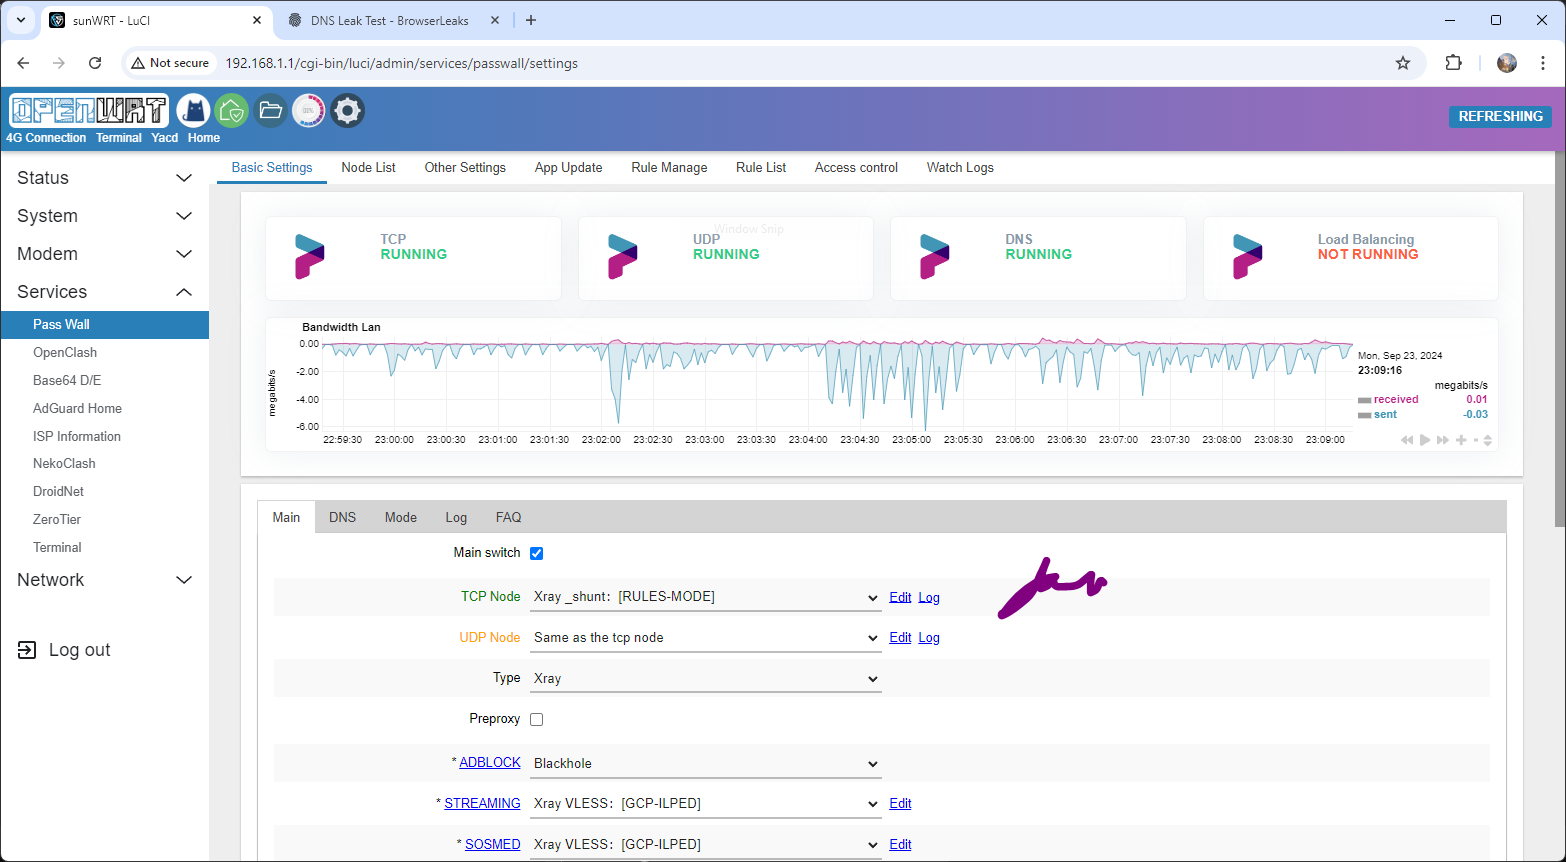 sunWRT - LuCI
DNS Leak Test - BrowserLeaks
Not secure
192.168.1.1/cgi-bin/luci/admin/services/passwall/settings
OPENWRT
4G Connection Terminal Yacd Home
REFRESHING
Status
System
Modem
Services
Pass Wall
OpenClash
Base64 D/E
AdGuard Home
ISP Information
NekoClash
DroidNet
ZeroTier
Terminal
Network
Log out
Basic Settings Node List Other Settings App Update Rule Manage Rule List Access control Watch Logs
TCP
RUNNING
UDP
RUNNING
Window Snip
DNS
RUNNING
Load Balancing
NOT RUNNING
Bandwidth Lan
megabits/s
0.00
-2.00
-4.00
-6.00
22:59:30 23:00:00 23:00:30 23:01:00 23:01:30 23:02:00 23:02:30 23:03:00 23:03:30 23:04:00 23:04:30 23:05:00 23:05:30 23:06:00 23:06:30 23:07:00 23:07:30 23:08:00 23:08:30 23:09:00
Mon, Sep 23, 2024
23:09:16
megabits/s
received 0.01
sent -0.03
Main DNS Mode Log FAQ
Main switch
TCP Node Xray _shunt：[RULES-MODE] Edit Log
UDP Node Same as the tcp node Edit Log
Type Xray
Preproxy
* ADBLOCK Blackhole
* STREAMING Xray VLESS：[GCP-ILPED] Edit
* SOSMED Xray VLESS：[GCP-ILPED] Edit